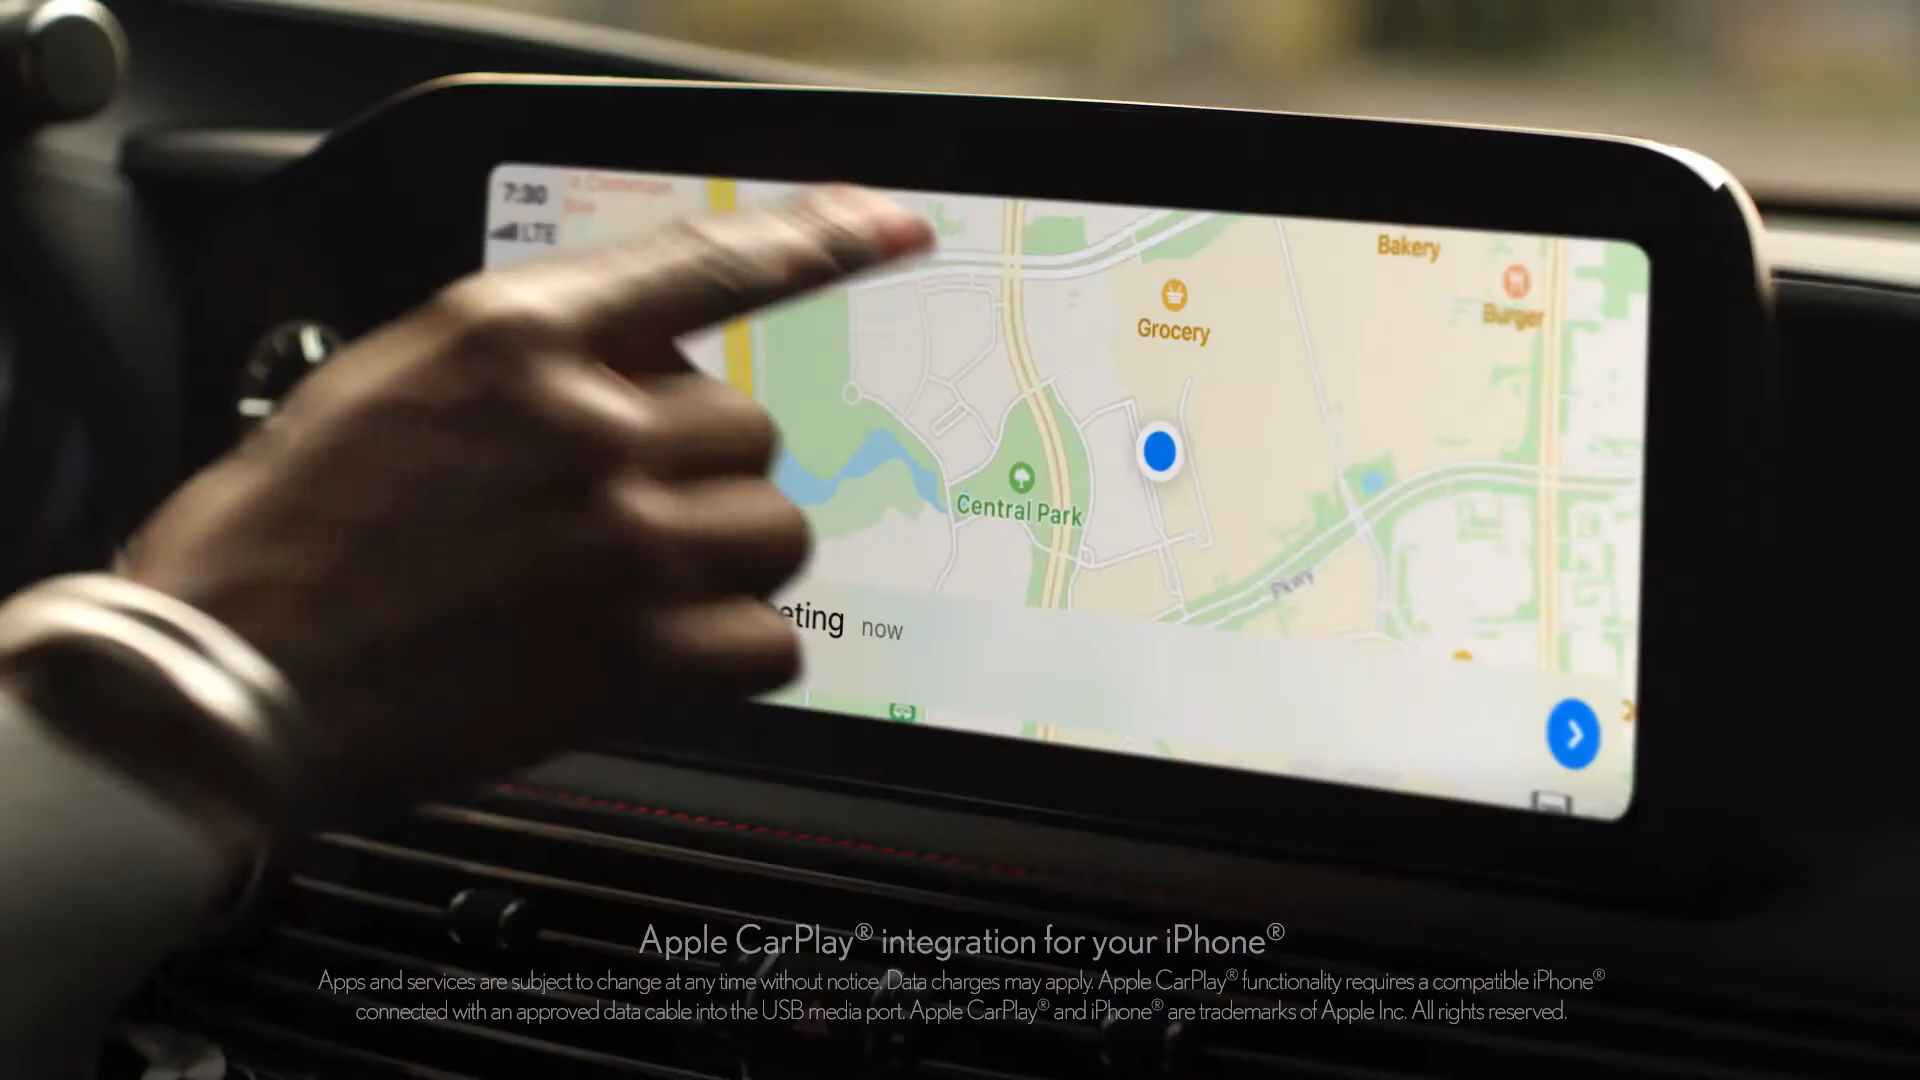 7:30
LTE
Common
Bakery
Burger
Grocery
Central Park
Pkwy
eting now
Apple CarPlay® integration for your iPhone®
Apps and services are subject to change at any time without notice. Data charges may apply. Apple CarPlay® functionality requires a compatible iPhone®
connected with an approved data cable into the USB media port. Apple CarPlay® and iPhone® are trademarks of Apple Inc. All rights reserved.